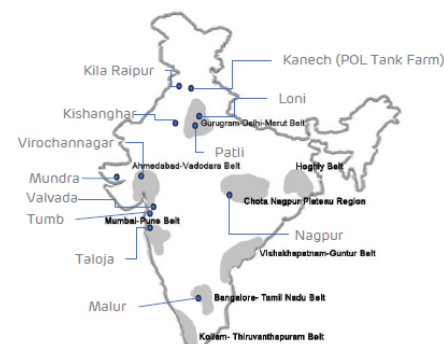 Kanech (POL Tank Farm)
Kila Raipur
Loni
Kishanghar
Gurugram-Delhi-Merut Belt
Virochannagar
Patli
Ahmedabad-Vadodara Belt
Hoghly Belt
Mundra
Valvada
Chota Nagpur Plateau Region
Tumb
Mumbai-Pune Belt
Nagpur
Vishakhapatnam-Guntur Belt
Taloja
Malur
Bangalore- Tamil Nadu Belt
Kollam- Thiruvanthapuram Belt